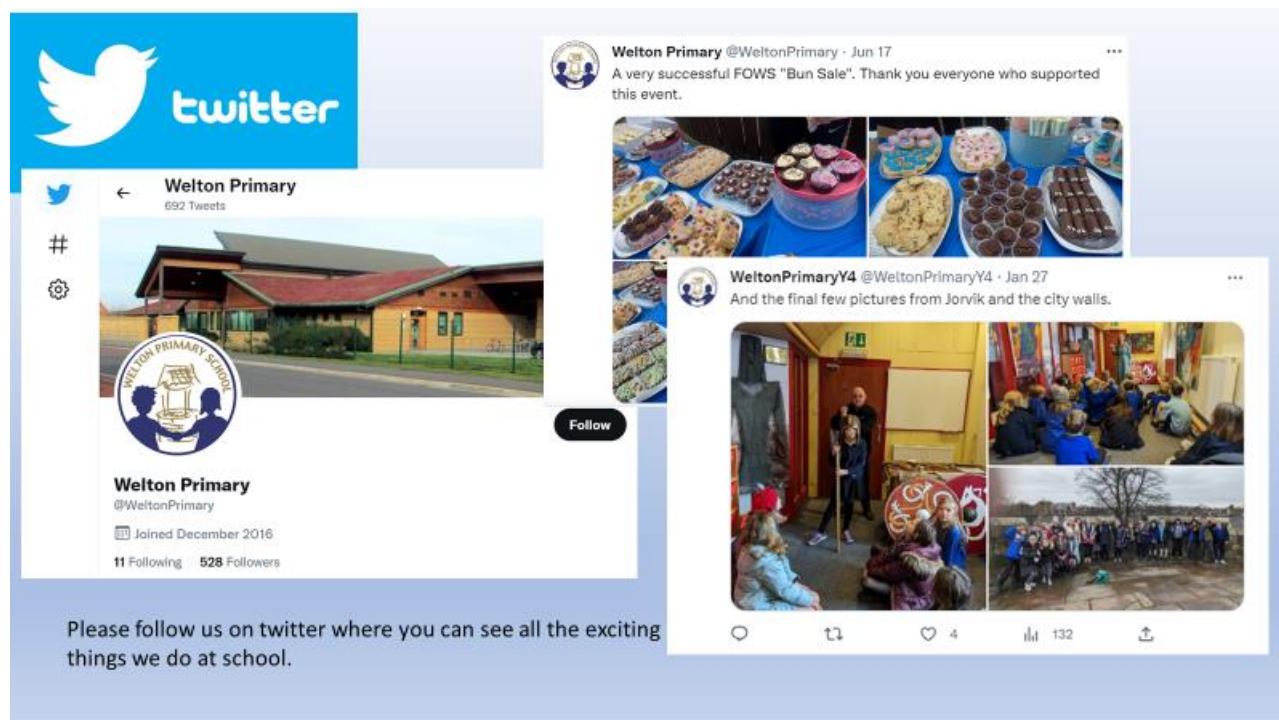 twitter
Welton Primary
692 Tweets
WELTON PRIMARY SCHOOL
Follow
Welton Primary
@WeltonPrimary
Joined December 2016
11 Following 528 Followers
Welton Primary @WeltonPrimary · Jun 17
A very successful FOWS "Bun Sale". Thank you everyone who supported
this event.
WeltonPrimaryY4 @WeltonPrimaryY4 · Jan 27
And the final few pictures from Jorvik and the city walls.
4
132
Please follow us on twitter where you can see all the exciting
things we do at school.